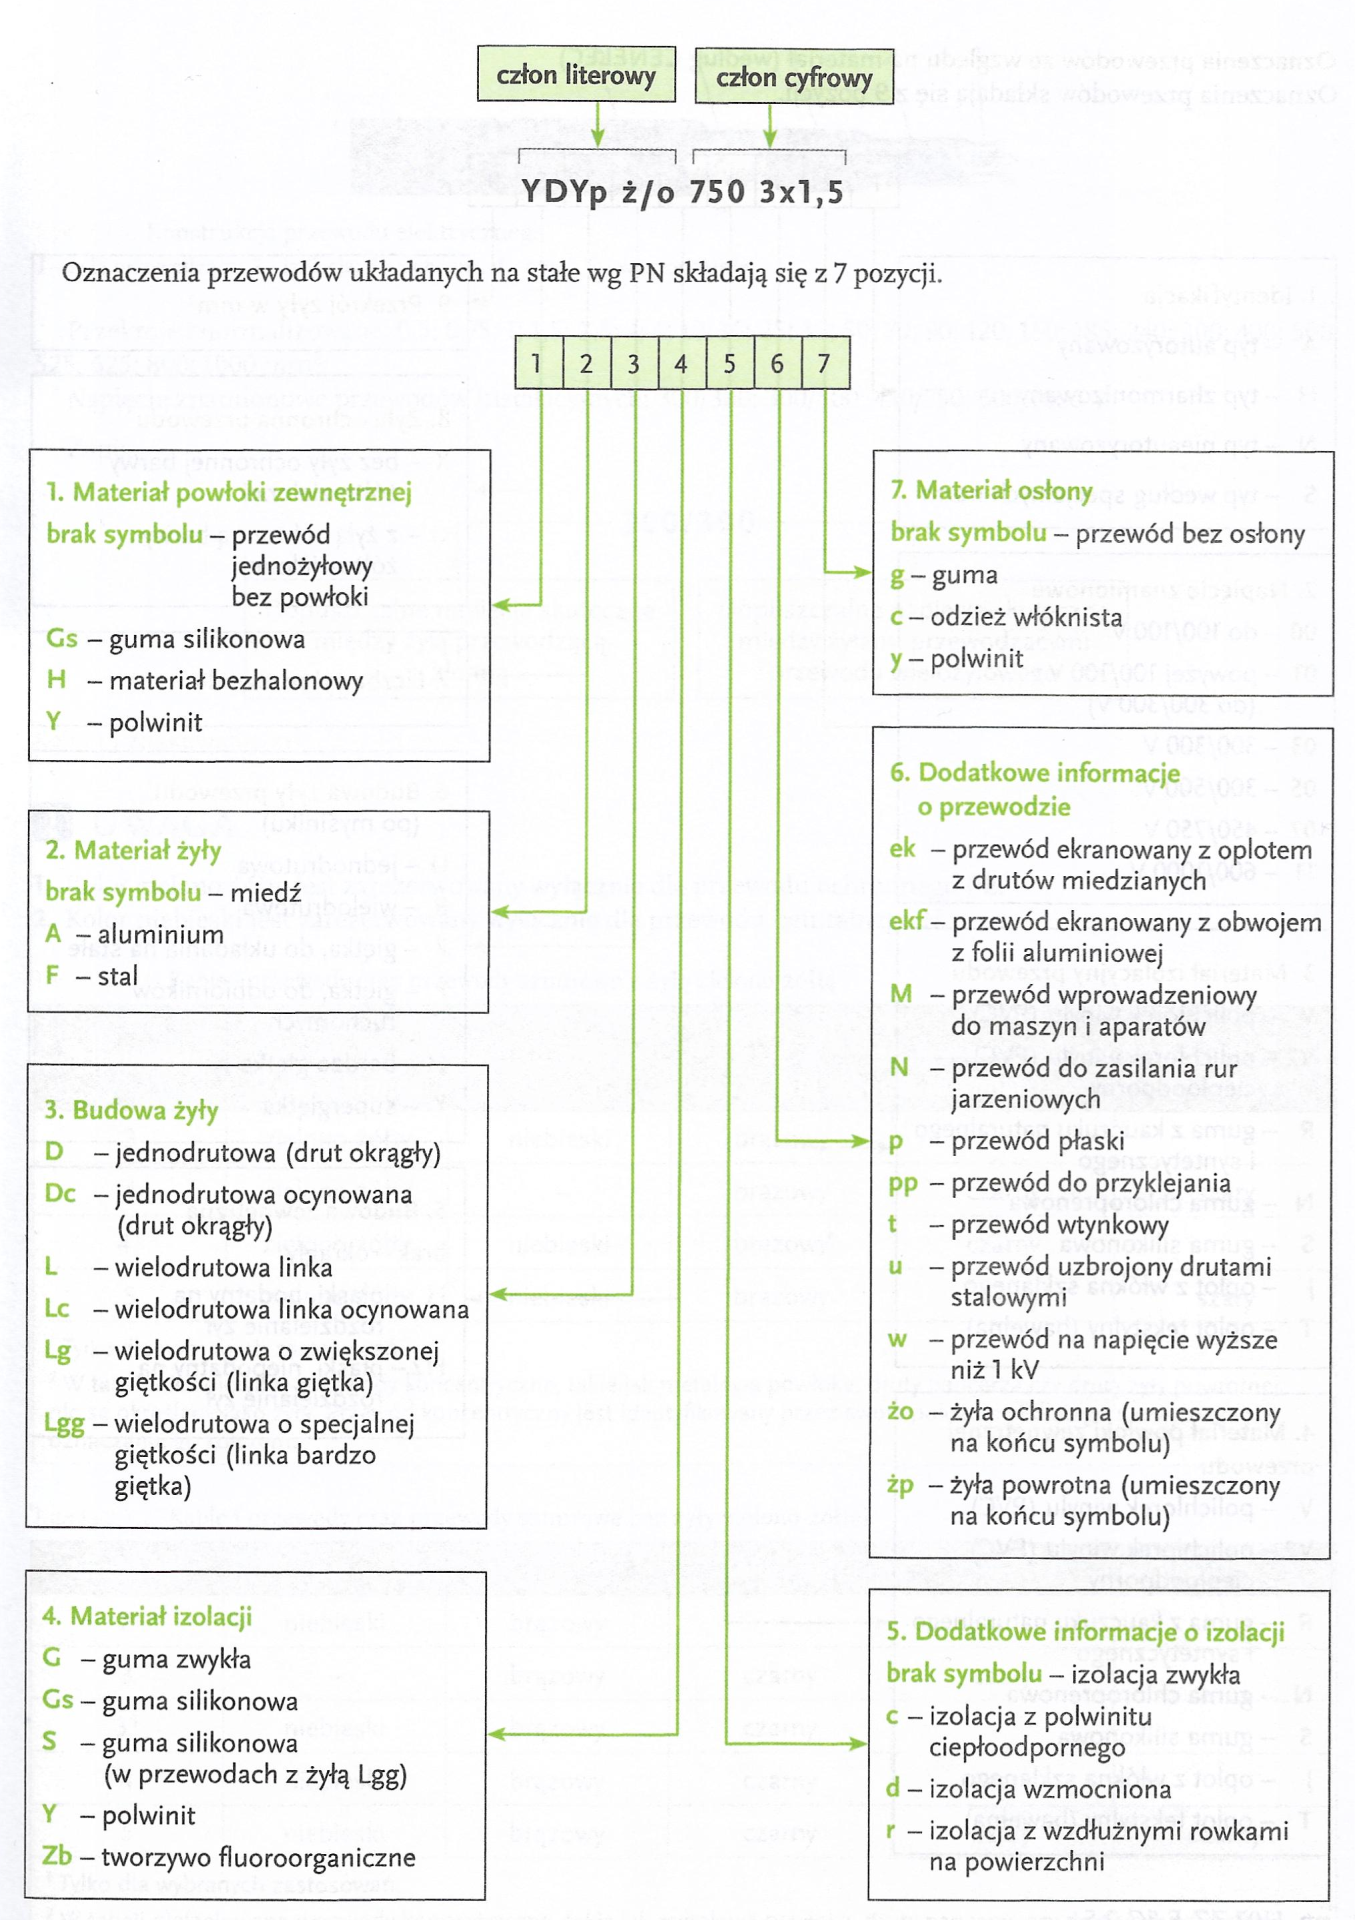 człon literowy
człon cyfrowy
YDYp ż/o 750 3x1,5
Oznaczenia przewodów układanych na stałe wg PN składają się z 7 pozycji.
1 2 3 4 5 6 7
1. Materiał powłoki zewnętrznej
brak symbolu – przewód
jednożyłowy
bez powłoki
Gs – guma silikonowa
H – materiał bezhalonowy
Y – polwinit
2. Materiał żyły
brak symbolu – miedź
A – aluminium
F – stal
3. Budowa żyły
D – jednodrutowa (drut okrągły)
Dc – jednodrutowa ocynowana
(drut okrągły)
L – wielodrutowa linka
Lc – wielodrutowa linka ocynowana
Lg – wielodrutowa o zwiększonej
giętkości (linka giętka)
Lgg – wielodrutowa o specjalnej
giętkości (linka bardzo
giętka)
4. Materiał izolacji
G – guma zwykła
Gs – guma silikonowa
S – guma silikonowa
(w przewodach z żyłą Lgg)
Y – polwinit
Zb – tworzywo fluoroorganiczne
7. Materiał osłony
brak symbolu – przewód bez osłony
g – guma
c – odzież włóknista
y – polwinit
6. Dodatkowe informacje
o przewodzie
ek – przewód ekranowany z oplotem
z drutów miedzianych
ekf – przewód ekranowany z obwojem
z folii aluminiowej
M – przewód wprowadzeniowy
do maszyn i aparatów
N – przewód do zasilania rur
jarzeniowych
p – przewód płaski
pp – przewód do przyklejania
t – przewód wtynkowy
u – przewód uzbrojony drutami
stalowymi
w – przewód na napięcie wyższe
niż 1 kV
żo – żyła ochronna (umieszczony
na końcu symbolu)
żp – żyła powrotna (umieszczony
na końcu symbolu)
5. Dodatkowe informacje o izolacji
brak symbolu – izolacja zwykła
c – izolacja z polwinitu
ciepłoodpornego
d – izolacja wzmocniona
r – izolacja z wzdłużnymi rowkami
na powierzchni